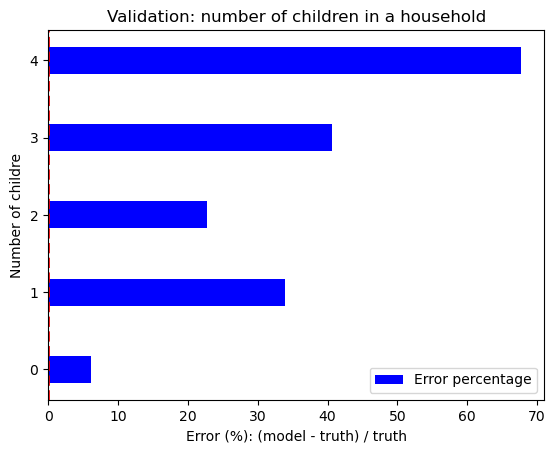 Validation: number of children in a household
Number of childre
4
3
2
1
0
Error percentage
0 10 20 30 40 50 60 70
Error (%): (model - truth) / truth